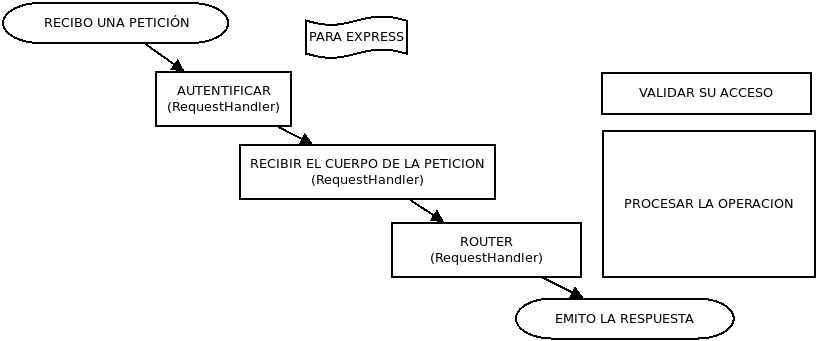 RECIBO UNA PETICIÓN
PARA EXPRESS
AUTENTIFICAR
(RequestHandler)
VALIDAR SU ACCESO
RECIBIR EL CUERPO DE LA PETICION
(RequestHandler)
PROCESAR LA OPERACION
ROUTER
(RequestHandler)
EMITO LA RESPUESTA